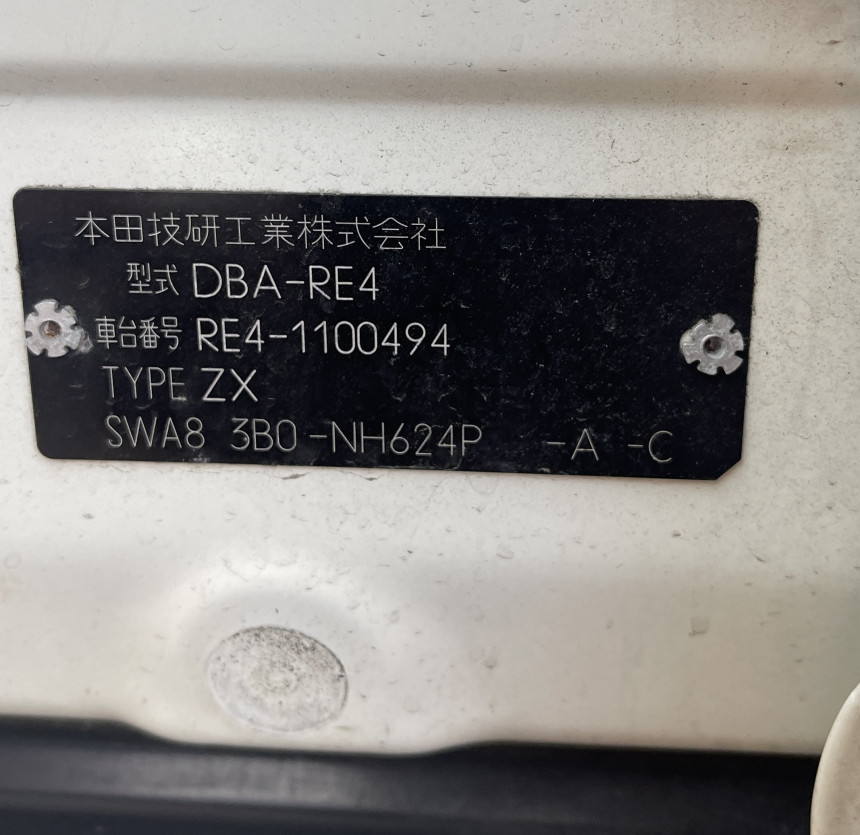 本田技研工業株式会社
型式 DBA-RE4
車台番号 RE4-1100494
TYPE ZX
SWA8 3B0-NH624P -A -C